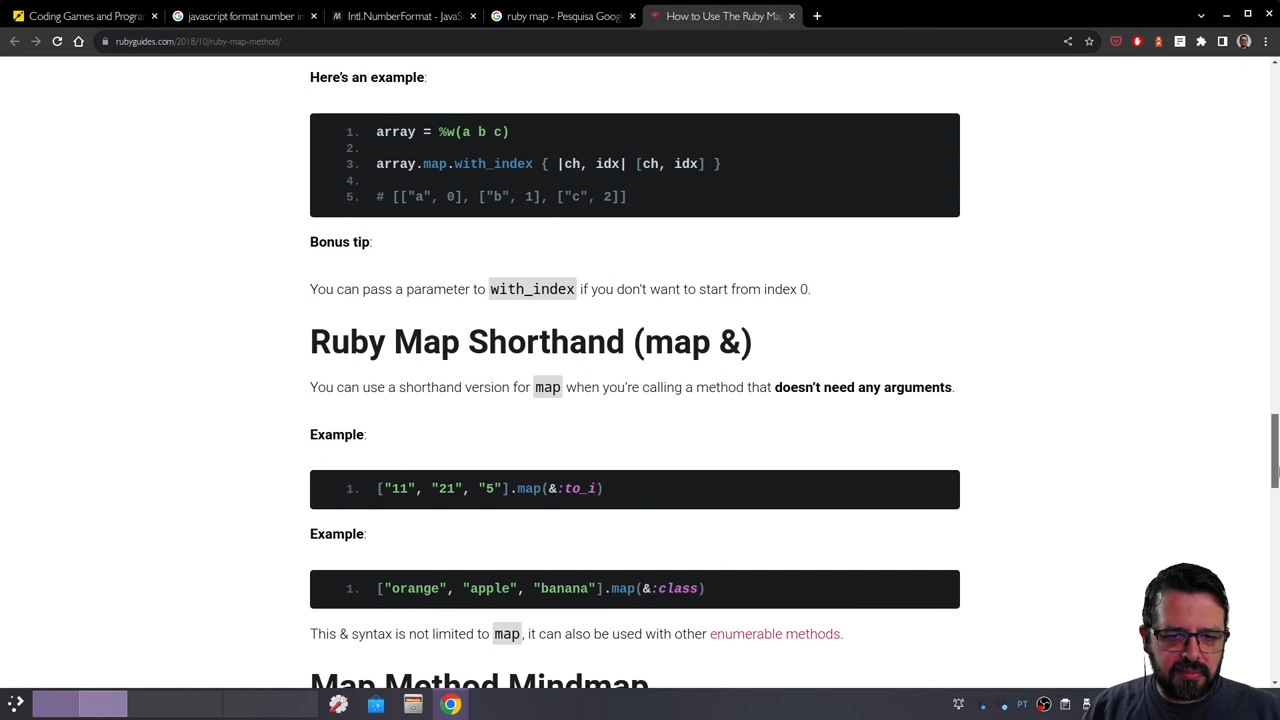 Coding Games and Progra
javascript format number in
Intl.NumberFormat - JavaS
ruby map - Pesquisa Goog
How to Use The Ruby Ma
rubyguides.com/2018/10/ruby-map-method/
Here's an example:
1. array = %w(a b c)
2.
3. array.map.with_index { |ch, idx| [ch, idx] }
4.
5. # [["a", 0], ["b", 1], ["c", 2]]
Bonus tip:
You can pass a parameter to with_index if you don't want to start from index 0.
Ruby Map Shorthand (map &)
You can use a shorthand version for map when you're calling a method that doesn't need any arguments.
Example:
1. ["11", "21", "5"].map(&:to_i)
Example:
1. ["orange", "apple", "banana"].map(&:class)
This & syntax is not limited to map, it can also be used with other enumerable methods.
Map Method Mindmap
PT